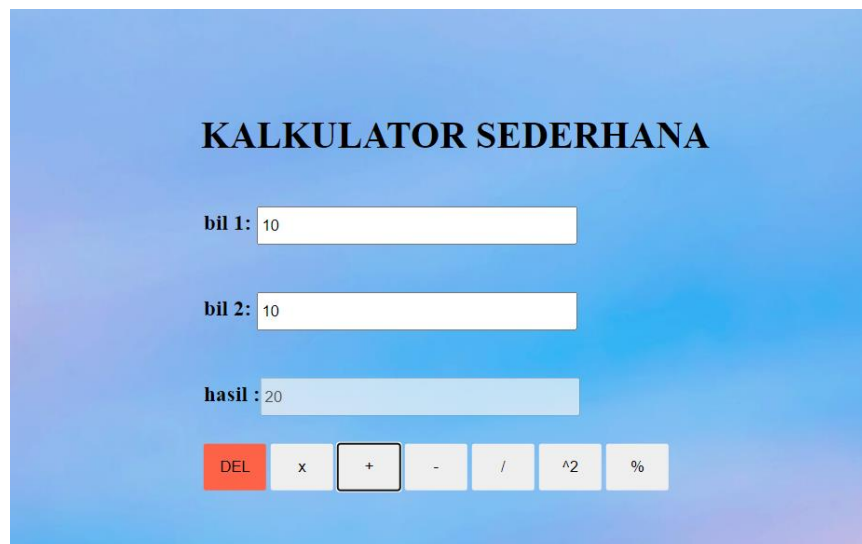 KALKULATOR SEDERHANA
bil 1: 10
bil 2: 10
hasil : 20
DEL x + - / ^2 %